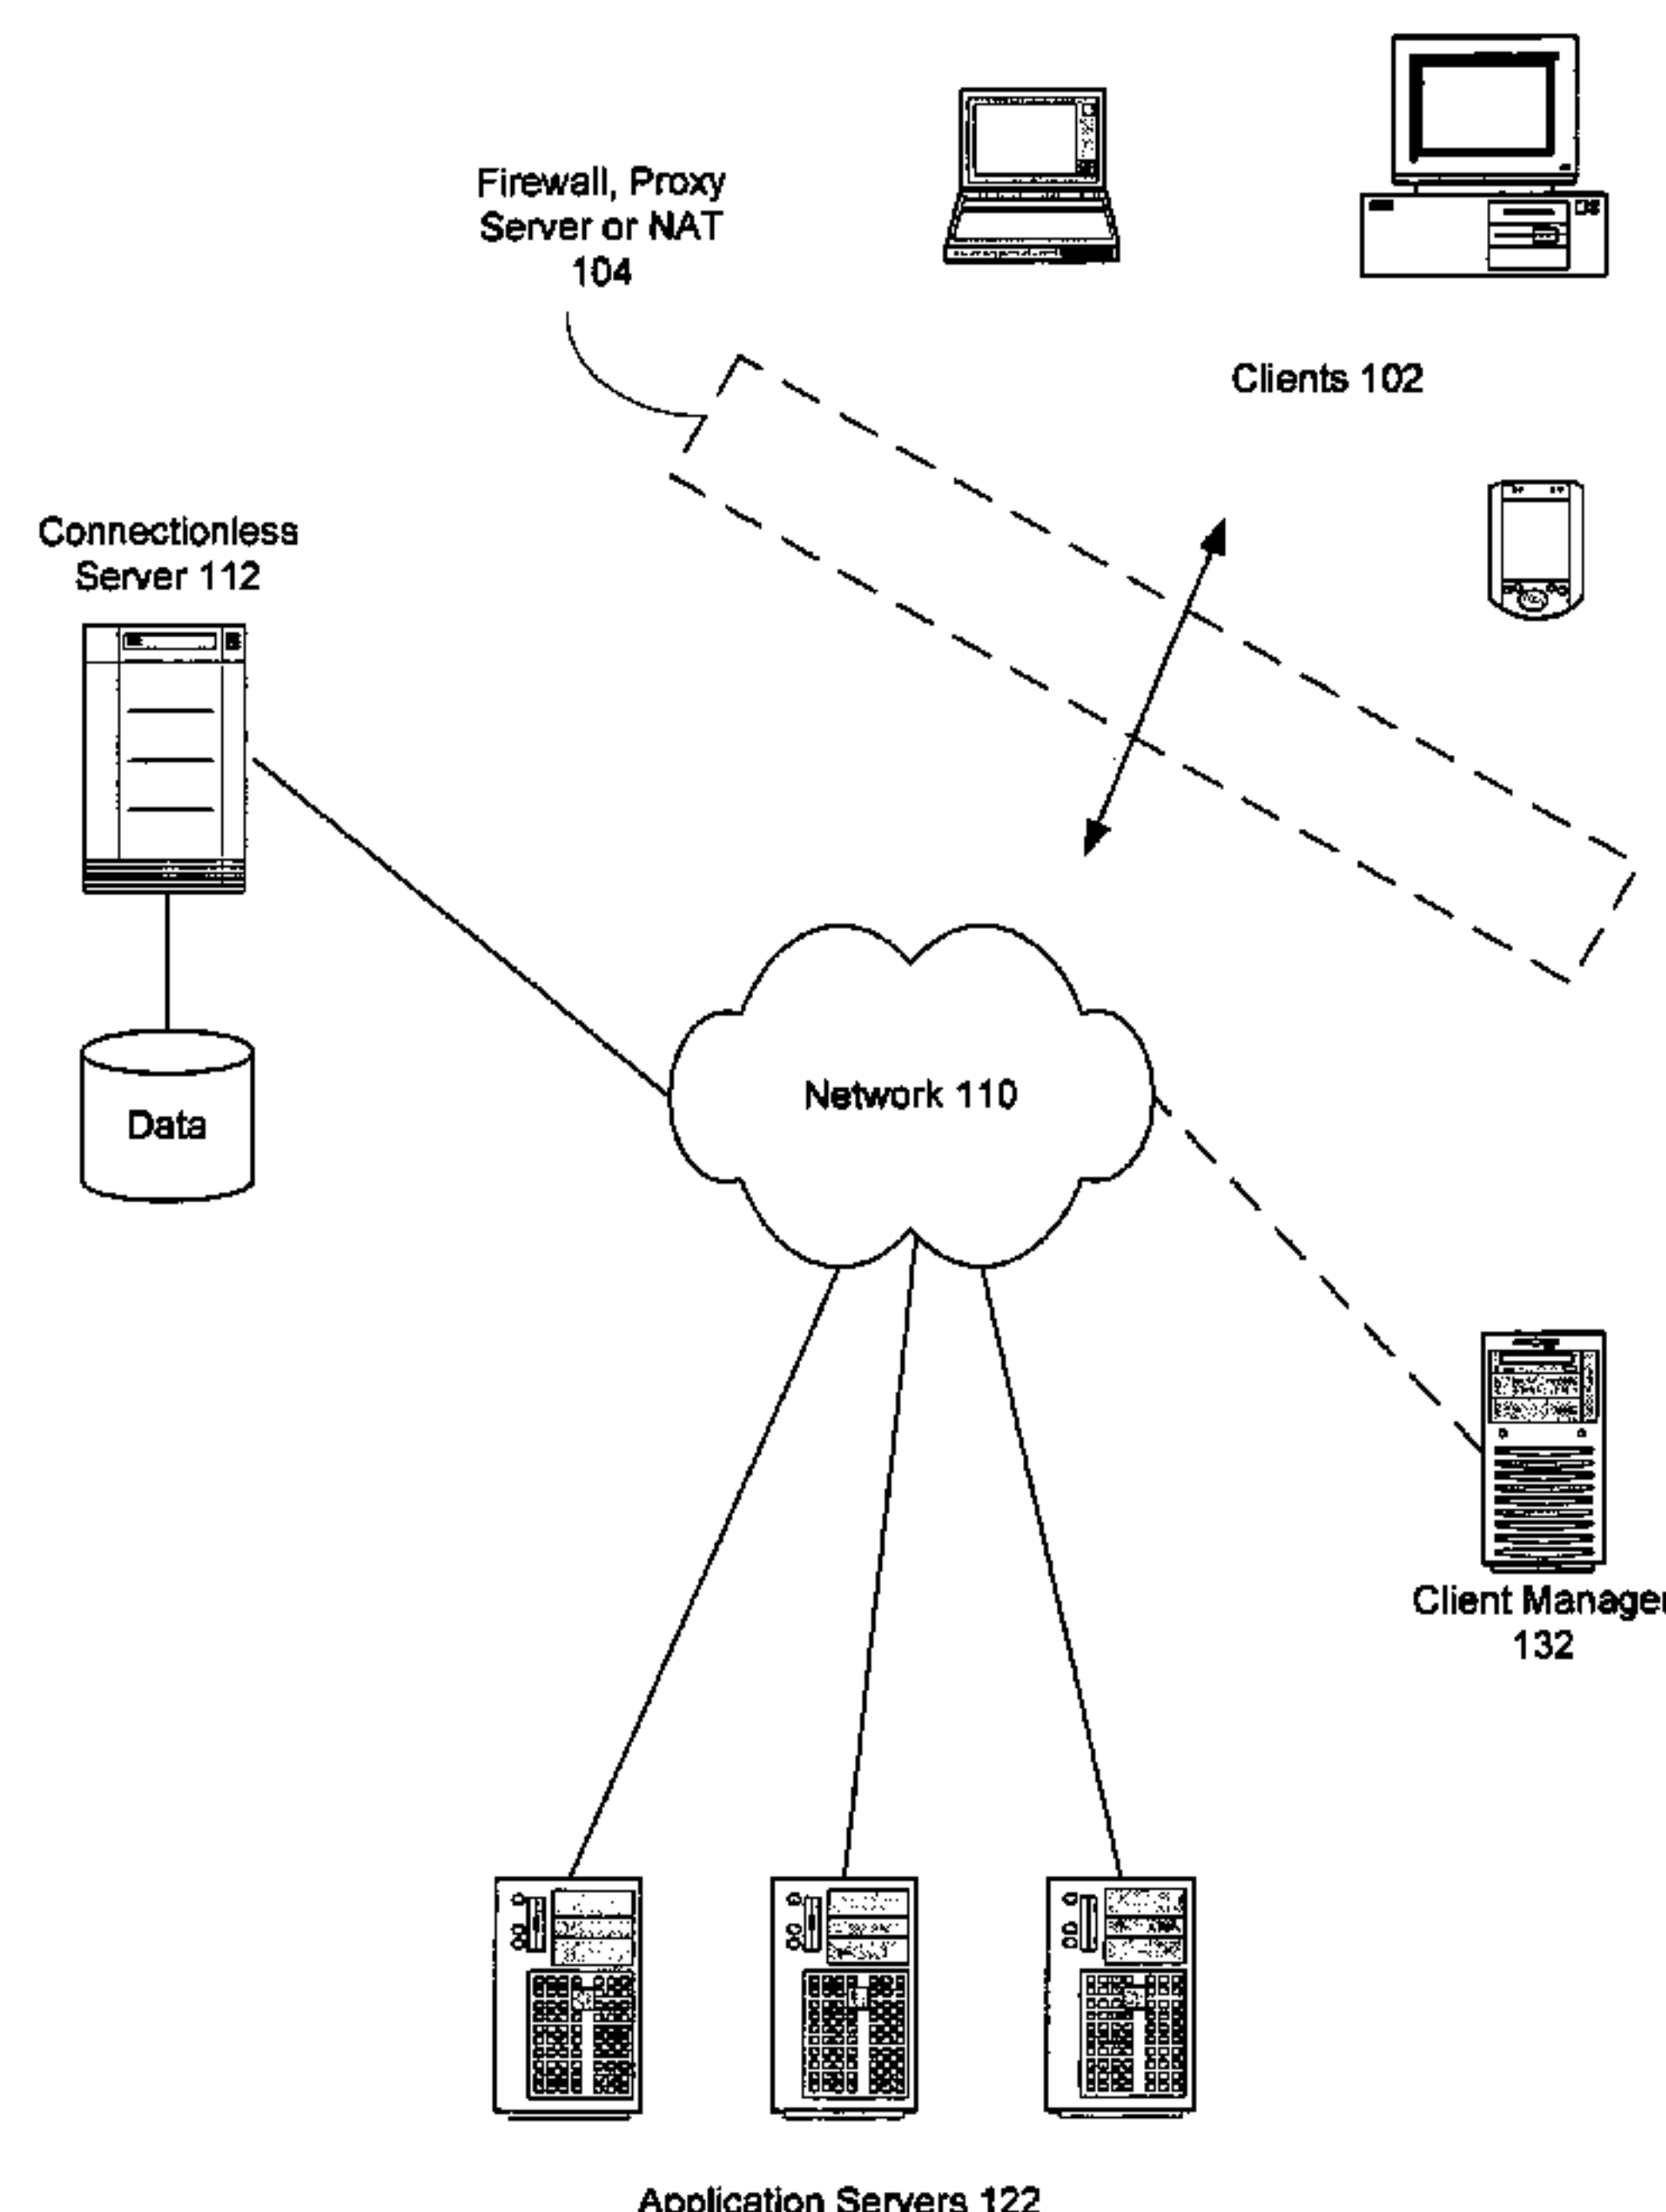 Firewall, Proxy
Server or NAT
104
Clients 102
Connectionless
Server 112
Data
Network 110
Client Manager
132
Application Servers 122